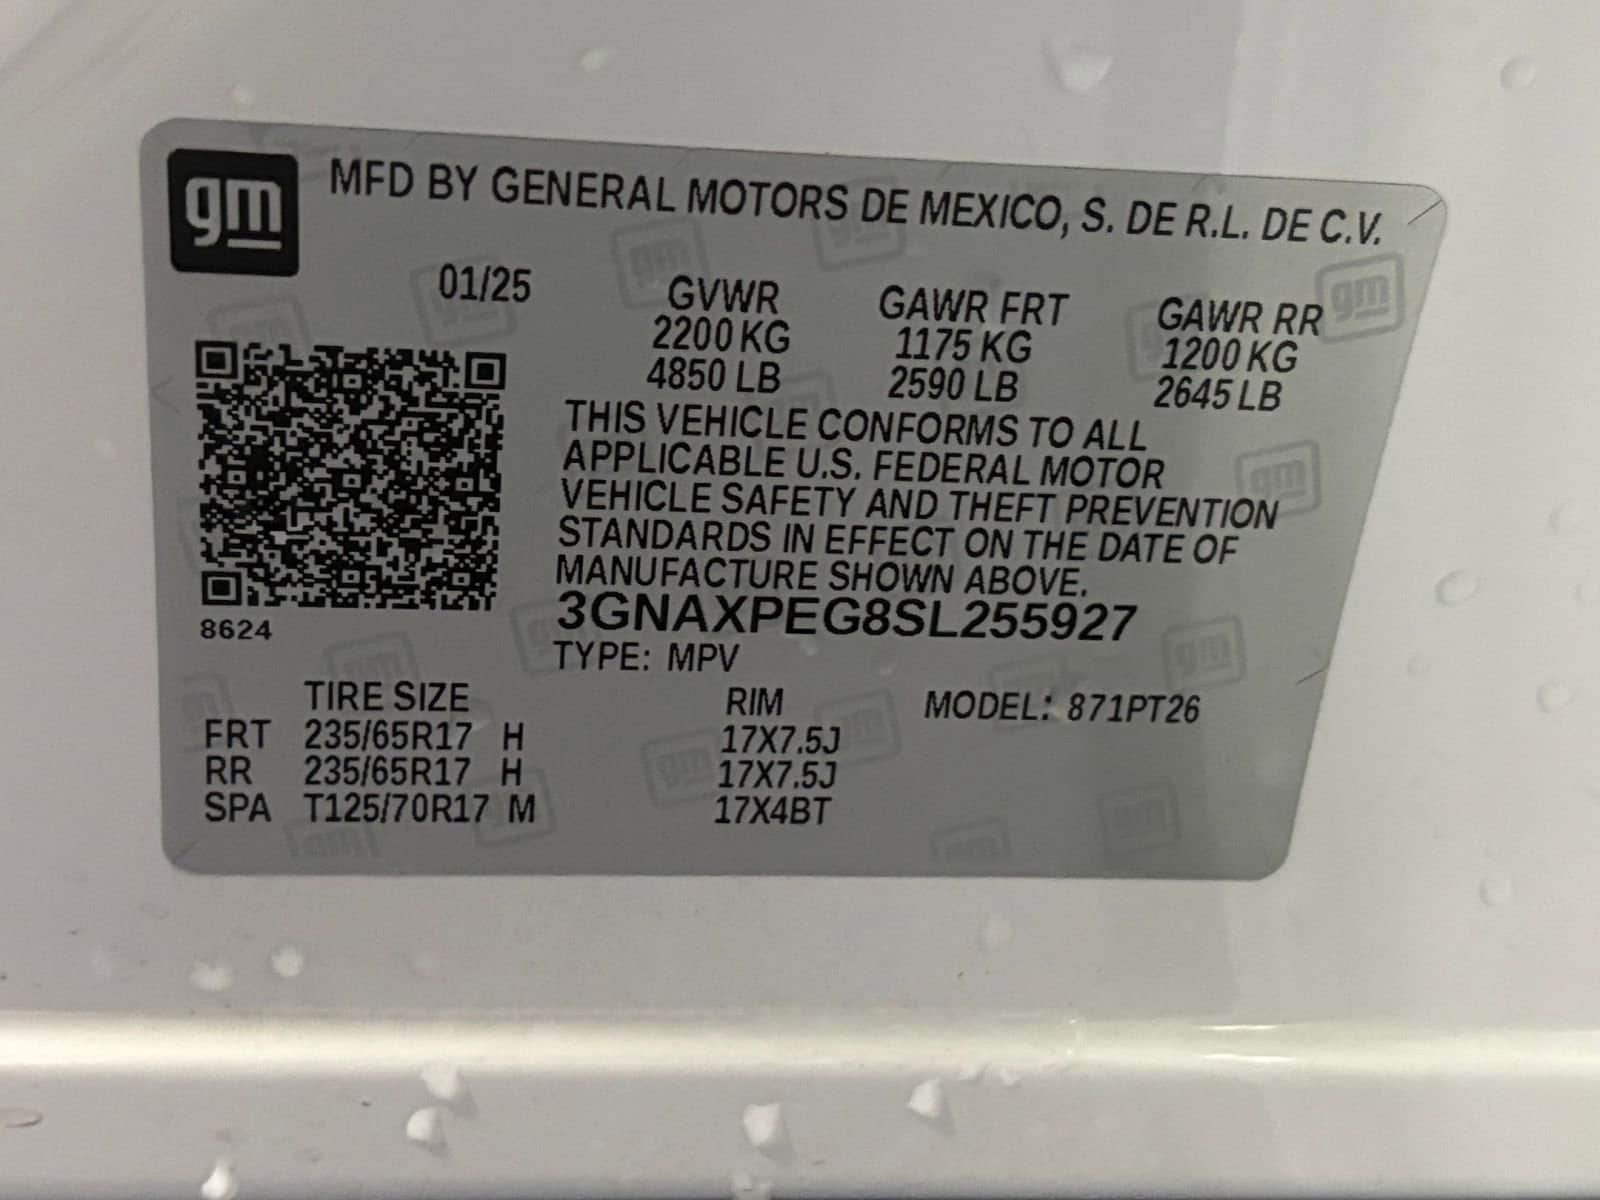 gm MFD BY GENERAL MOTORS DE MEXICO, S. DE R.L. DE C.V.
01/25 GVWR GAWR FRT GAWR RR
2200 KG 1175 KG 1200 KG
4850 LB 2590 LB 2645 LB
THIS VEHICLE CONFORMS TO ALL
APPLICABLE U.S. FEDERAL MOTOR
VEHICLE SAFETY AND THEFT PREVENTION
STANDARDS IN EFFECT ON THE DATE OF
MANUFACTURE SHOWN ABOVE.
3GNAXPEG8SL255927
8624
TYPE: MPV
TIRE SIZE RIM MODEL: 871PT26
FRT 235/65R17 H 17X7.5J
RR 235/65R17 H 17X7.5J
SPA T125/70R17 M 17X4BT